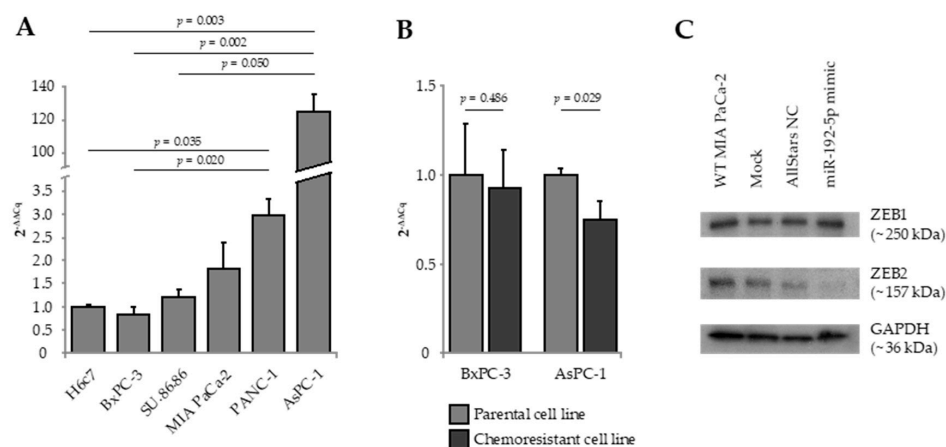 A
p = 0.003
p = 0.002
p = 0.050
140
120
100
p = 0.035
p = 0.020
5.0
4.0
3.0
2.0
1.5
1.0
0.5
0
2-ΔΔCq
H6c7
BxPC-3
SU.8686
MIA PaCa-2
PANC-1
AsPC-1
B
1.5
p = 0.486
p = 0.029
1.0
0.5
0
2-ΔΔCq
BxPC-3
AsPC-1
Parental cell line
Chemoresistant cell line
C
WT MIA PaCa-2
Mock
AllStars NC
miR-192-5p mimic
ZEB1
(~250 kDa)
ZEB2
(~157 kDa)
GAPDH
(~36 kDa)